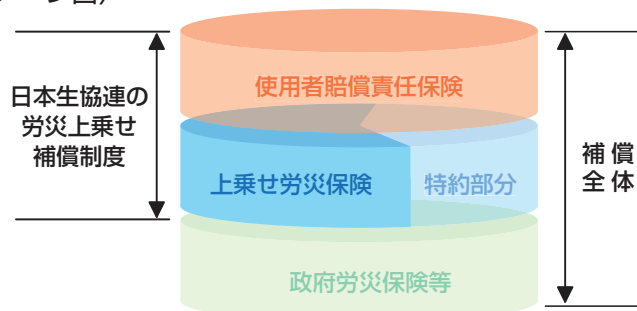 使用者賠償責任保険
日本生協連の
労災上乗せ
補償制度
上乗せ労災保険
特約部分
補償
全体
政府労災保険等